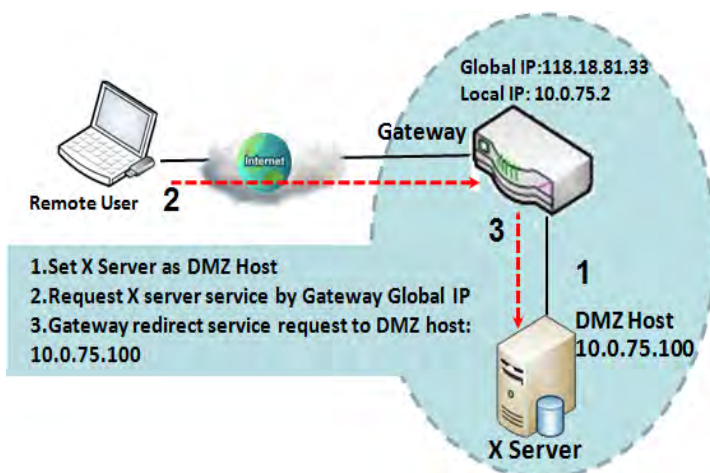 Global IP:118.18.81.33
Local IP: 10.0.75.2
Gateway
Internet
Remote User
2
3
1
1.Set X Server as DMZ Host
2.Request X server service by Gateway Global IP
3.Gateway redirect service request to DMZ host:
10.0.75.100
DMZ Host
10.0.75.100
X Server